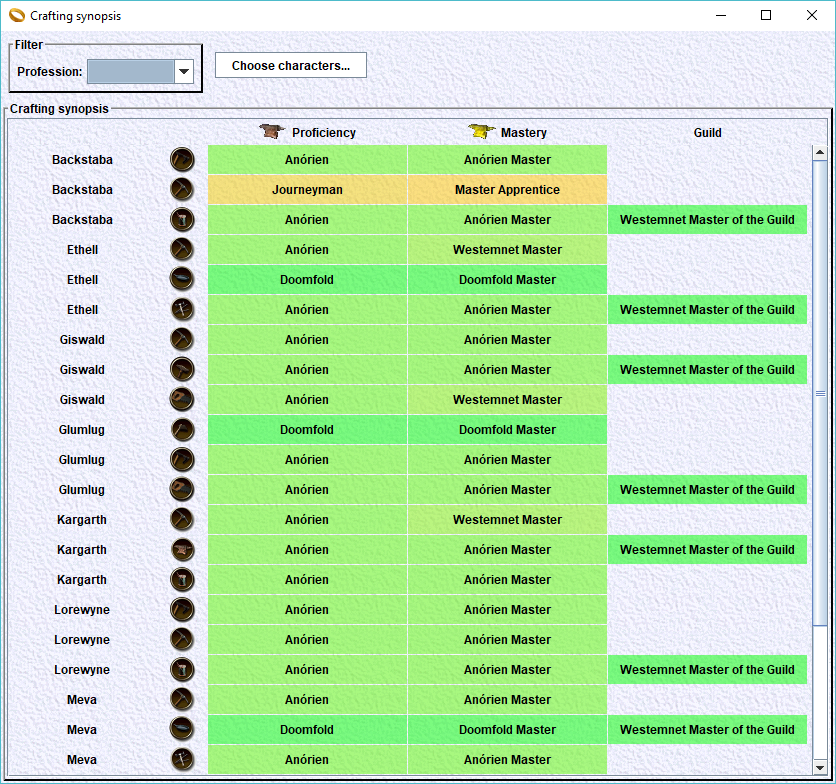 Crafting synopsis
Filter
Profession:
Choose characters...
Crafting synopsis
Proficiency Mastery Guild
Backstaba Anórien Anórien Master
Backstaba Journeyman Master Apprentice
Backstaba Anórien Anórien Master Westemnet Master of the Guild
Ethell Anórien Westemnet Master
Ethell Doomfold Doomfold Master
Ethell Anórien Anórien Master Westemnet Master of the Guild
Giswald Anórien Anórien Master
Giswald Anórien Anórien Master Westemnet Master of the Guild
Giswald Anórien Westemnet Master
Glumlug Doomfold Doomfold Master
Glumlug Anórien Anórien Master
Glumlug Anórien Anórien Master Westemnet Master of the Guild
Kargarth Anórien Westemnet Master
Kargarth Anórien Anórien Master Westemnet Master of the Guild
Kargarth Anórien Anórien Master
Lorewyne Anórien Anórien Master
Lorewyne Anórien Anórien Master
Lorewyne Anórien Anórien Master Westemnet Master of the Guild
Meva Anórien Anórien Master
Meva Doomfold Doomfold Master Westemnet Master of the Guild
Meva Anórien Anórien Master